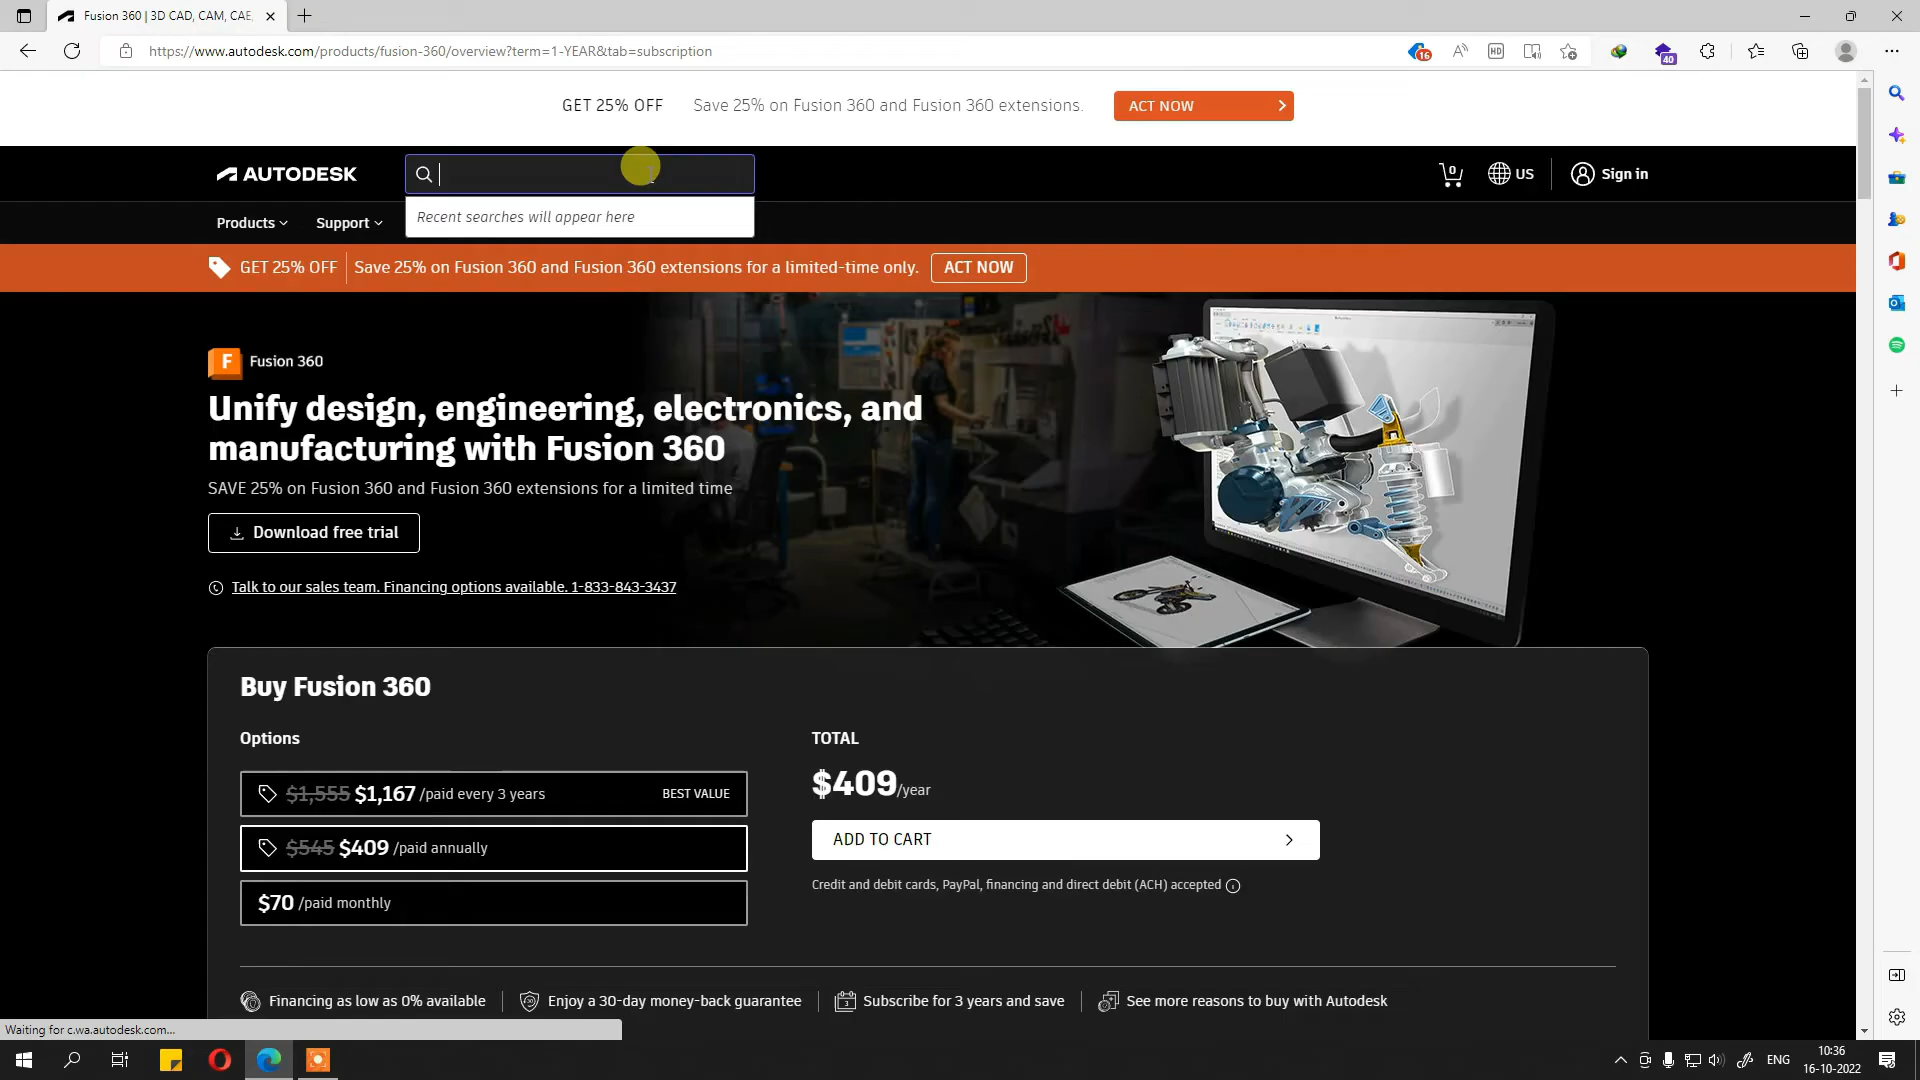 Fusion 360 | 3D CAD, CAM, CAE,
https://www.autodesk.com/products/fusion-360/overview?term=1-YEAR&tab=subscription
16
HD
40
GET 25% OFF Save 25% on Fusion 360 and Fusion 360 extensions. ACT NOW
AUTODESK
0
US
Sign in
Products
Support
Recent searches will appear here
GET 25% OFF Save 25% on Fusion 360 and Fusion 360 extensions for a limited-time only. ACT NOW
F Fusion 360
Unify design, engineering, electronics, and
manufacturing with Fusion 360
SAVE 25% on Fusion 360 and Fusion 360 extensions for a limited time
Download free trial
Talk to our sales team. Financing options available. 1-833-843-3437
Buy Fusion 360
Options
$1,555 $1,167 /paid every 3 years BEST VALUE
$545 $409 /paid annually
$70 /paid monthly
TOTAL
$409/year
ADD TO CART
Credit and debit cards, PayPal, financing and direct debit (ACH) accepted
Financing as low as 0% available
Enjoy a 30-day money-back guarantee
Subscribe for 3 years and save
See more reasons to buy with Autodesk
Waiting for c.wa.autodesk.com...
ENG
10:36
16-10-2022